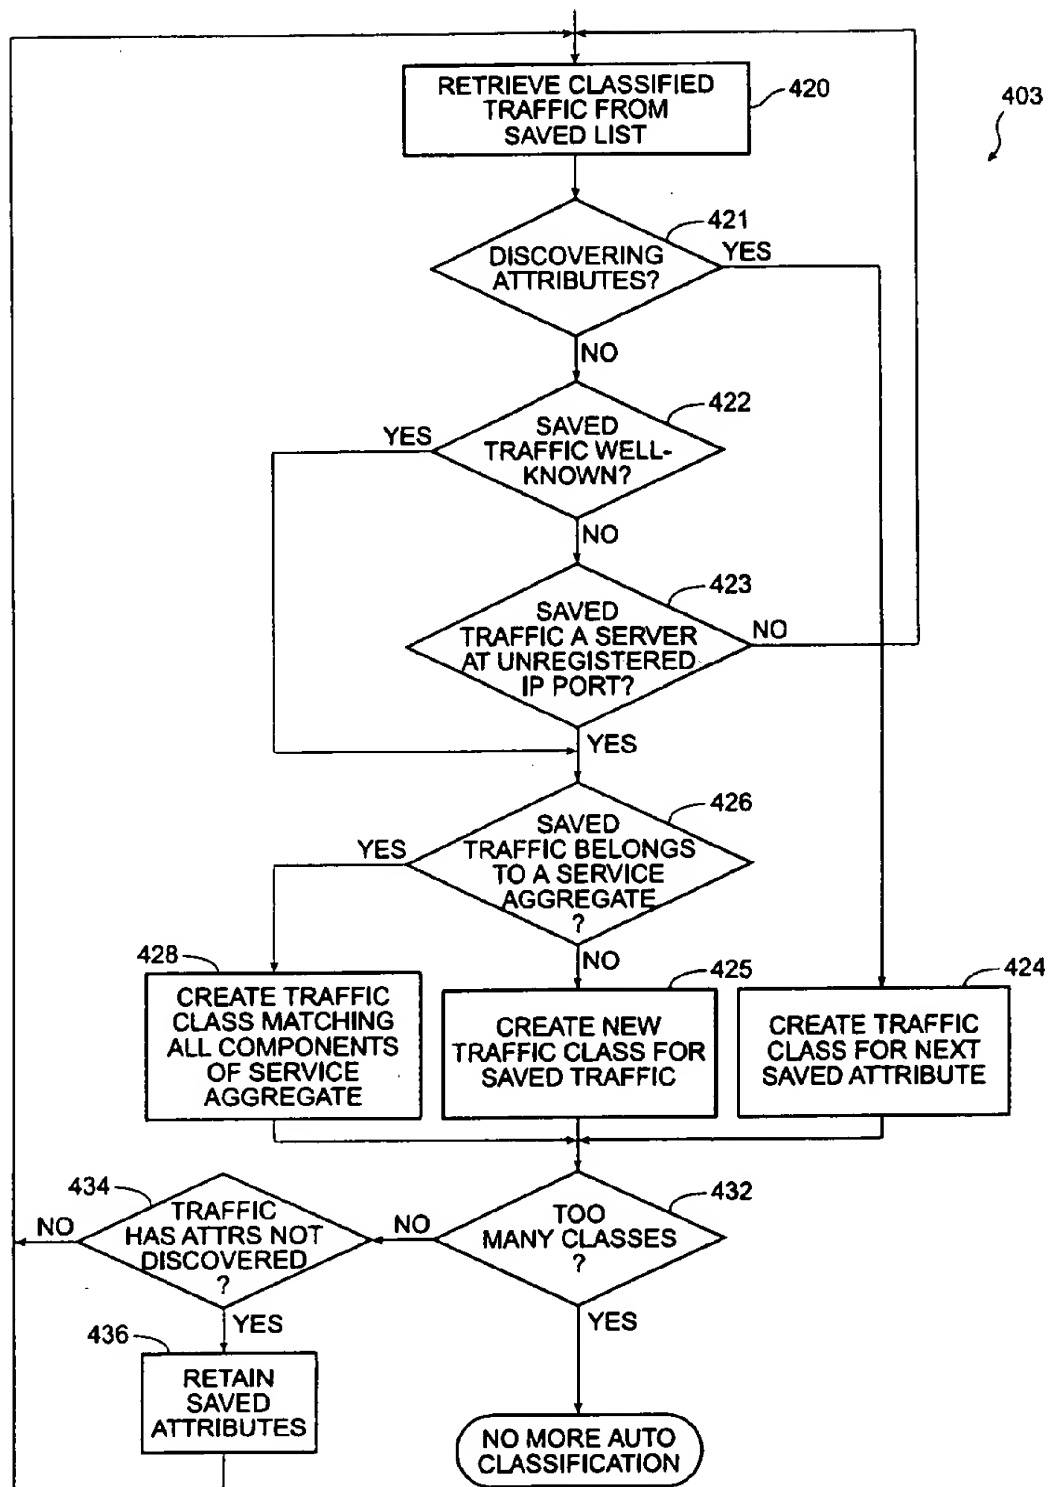 RETRIEVE CLASSIFIED
TRAFFIC FROM
SAVED LIST
420
403
421
DISCOVERING
ATTRIBUTES?
YES
NO
422
YES
SAVED
TRAFFIC WELL-
KNOWN?
NO
423
SAVED
TRAFFIC A SERVER
AT UNREGISTERED
IP PORT?
NO
YES
426
YES
SAVED
TRAFFIC BELONGS
TO A SERVICE
AGGREGATE
?
NO
428
CREATE TRAFFIC
CLASS MATCHING
ALL COMPONENTS
OF SERVICE
AGGREGATE
425
CREATE NEW
TRAFFIC CLASS FOR
SAVED TRAFFIC
424
CREATE TRAFFIC
CLASS FOR NEXT
SAVED ATTRIBUTE
434
NO
TRAFFIC
HAS ATTRS NOT
DISCOVERED
?
NO
432
TOO
MANY CLASSES
?
YES
YES
436
RETAIN
SAVED
ATTRIBUTES
NO MORE AUTO
CLASSIFICATION